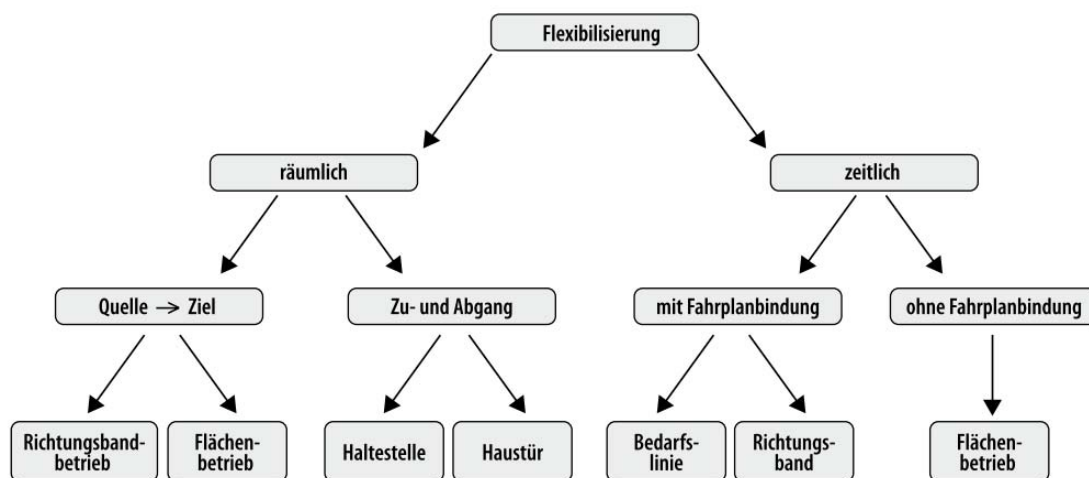 Flexibilisierung
räumlich
zeitlich
Quelle → Ziel
Zu- und Abgang
mit Fahrplanbindung
ohne Fahrplanbindung
Richtungsband-
betrieb
Flächen-
betrieb
Haltestelle
Haustür
Bedarfs-
linie
Richtungs-
band
Flächen-
betrieb